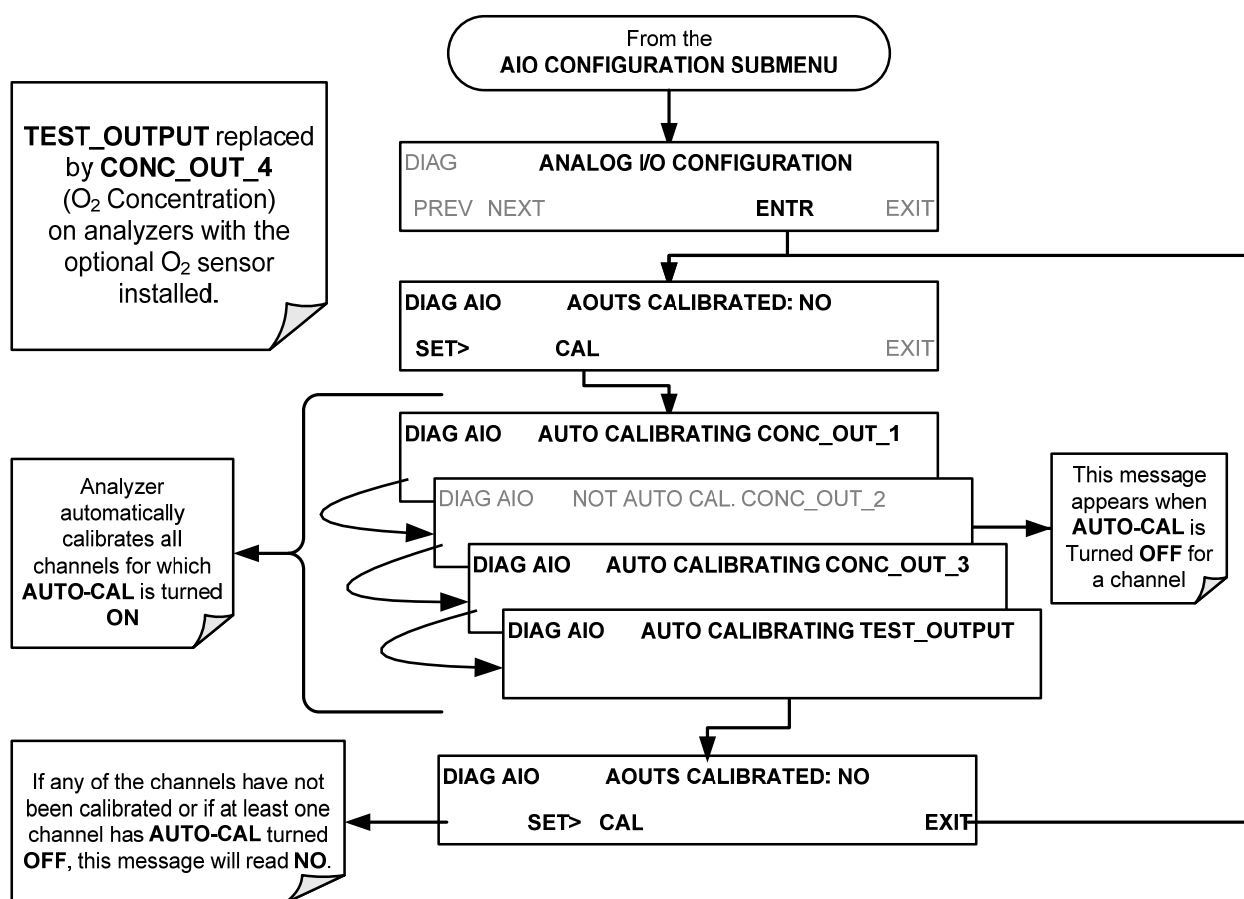 From the
AIO CONFIGURATION SUBMENU
TEST_OUTPUT replaced
by CONC_OUT_4
(O₂ Concentration)
on analyzers with the
optional O₂ sensor
installed.
DIAG ANALOG I/O CONFIGURATION
PREV NEXT ENTR EXIT
DIAG AIO AOUTS CALIBRATED: NO
SET> CAL EXIT
DIAG AIO AUTO CALIBRATING CONC_OUT_1
DIAG AIO NOT AUTO CAL. CONC_OUT_2
DIAG AIO AUTO CALIBRATING CONC_OUT_3
DIAG AIO AUTO CALIBRATING TEST_OUTPUT
Analyzer
automatically
calibrates all
channels for which
AUTO-CAL is turned
ON
This message
appears when
AUTO-CAL is
Turned OFF for
a channel
DIAG AIO AOUTS CALIBRATED: NO
SET> CAL EXIT
If any of the channels have not
been calibrated or if at least one
channel has AUTO-CAL turned
OFF, this message will read NO.